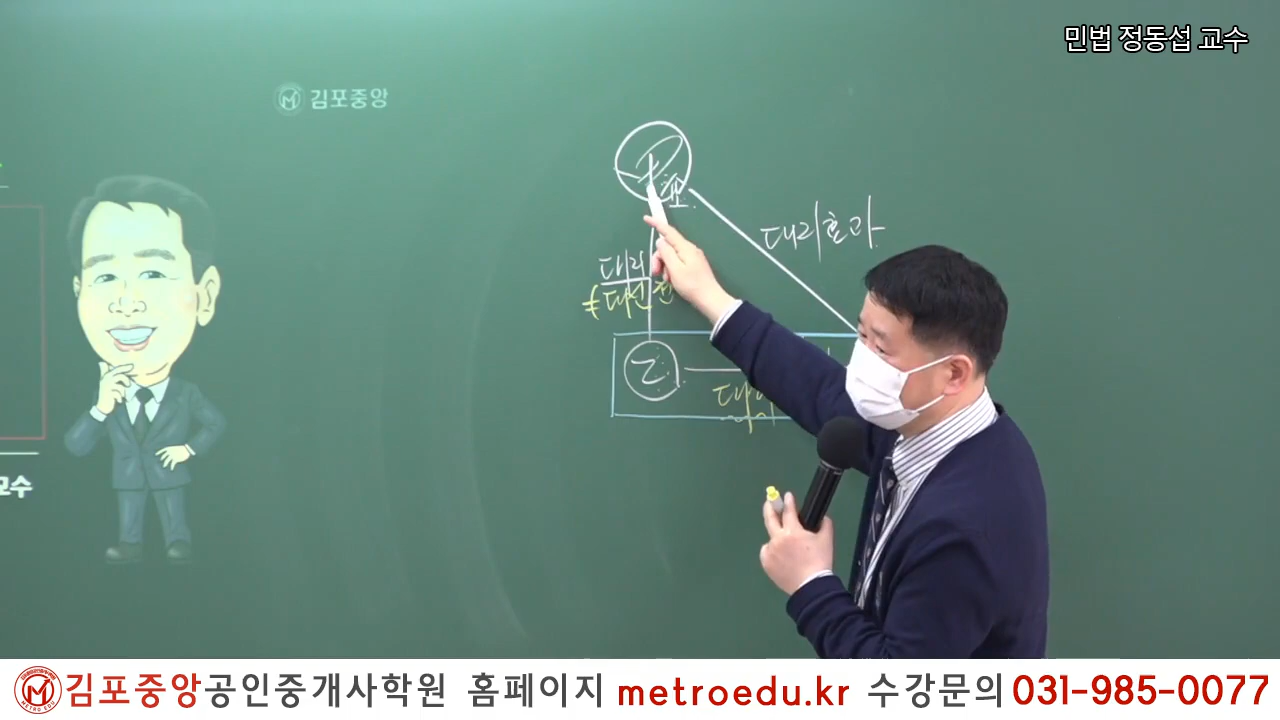 민법 정동섭 교수
김포중앙
대리효과
대리
≠대신
ㄹ
대리
교수
김포중앙공인중개사학원 홈페이지 metroedu.kr 수강문의 031-985-0077